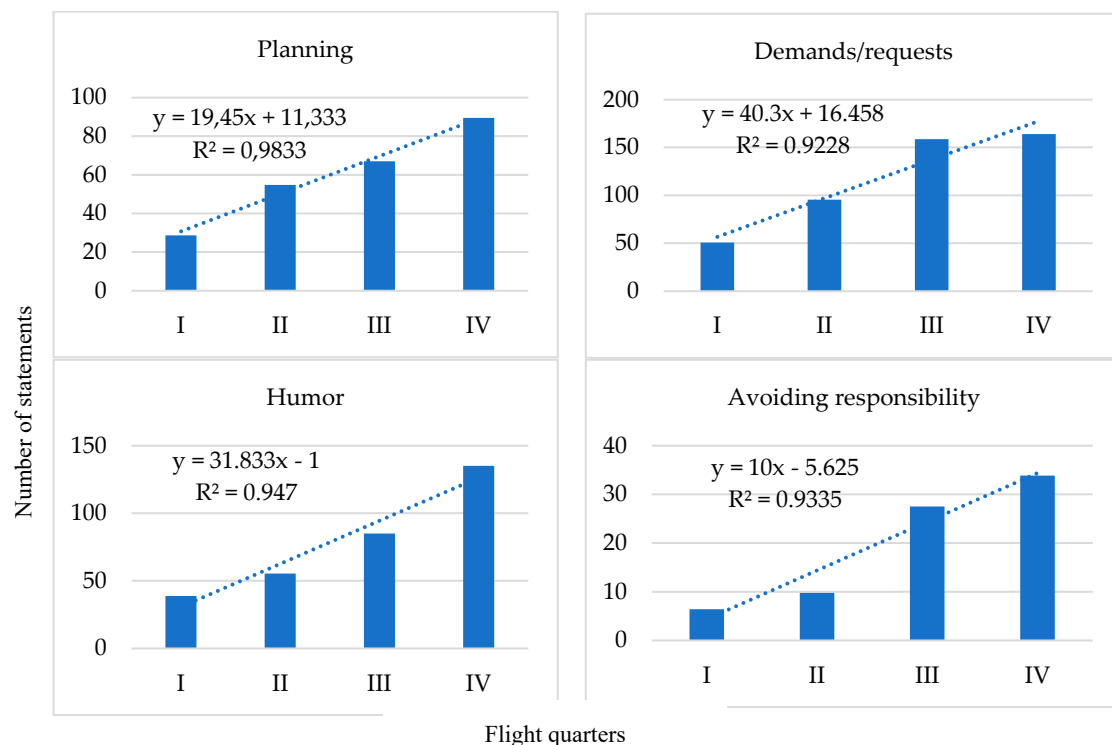 Planning
y = 19,45x + 11,333
R² = 0,9833
100
80
60
40
20
0
I II III IV
Demands/requests
y = 40.3x + 16.458
R² = 0.9228
200
150
100
50
0
I II III IV
Number of statements
Humor
y = 31.833x - 1
R² = 0.947
150
100
50
0
I II III IV
Avoiding responsibility
y = 10x - 5.625
R² = 0.9335
40
30
20
10
0
I II III IV
Flight quarters